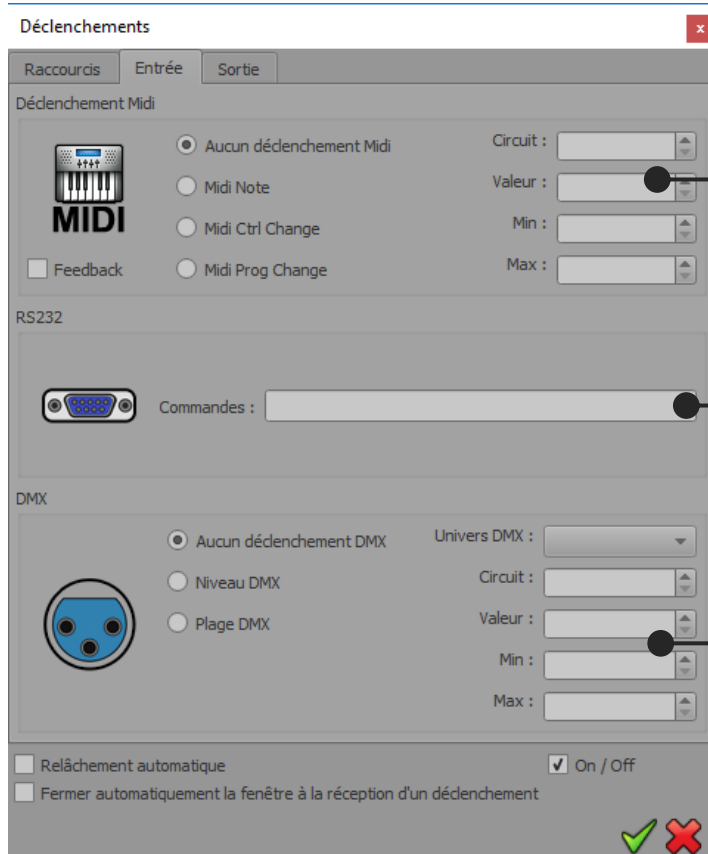 Déclenchements
x
Raccourcis Entrée Sortie
Déclenchement Midi
Aucun déclenchement Midi Circuit :
Midi Note Valeur :
MIDI Midi Ctrl Change Min :
Feedback Midi Prog Change Max :
RS232
Commandes :
DMX
Aucun déclenchement DMX Univers DMX :
Niveau DMX Circuit :
Plage DMX Valeur :
Min :
Max :
Relâchement automatique On / Off
Fermer automatiquement la fenêtre à la réception d'un déclenchement